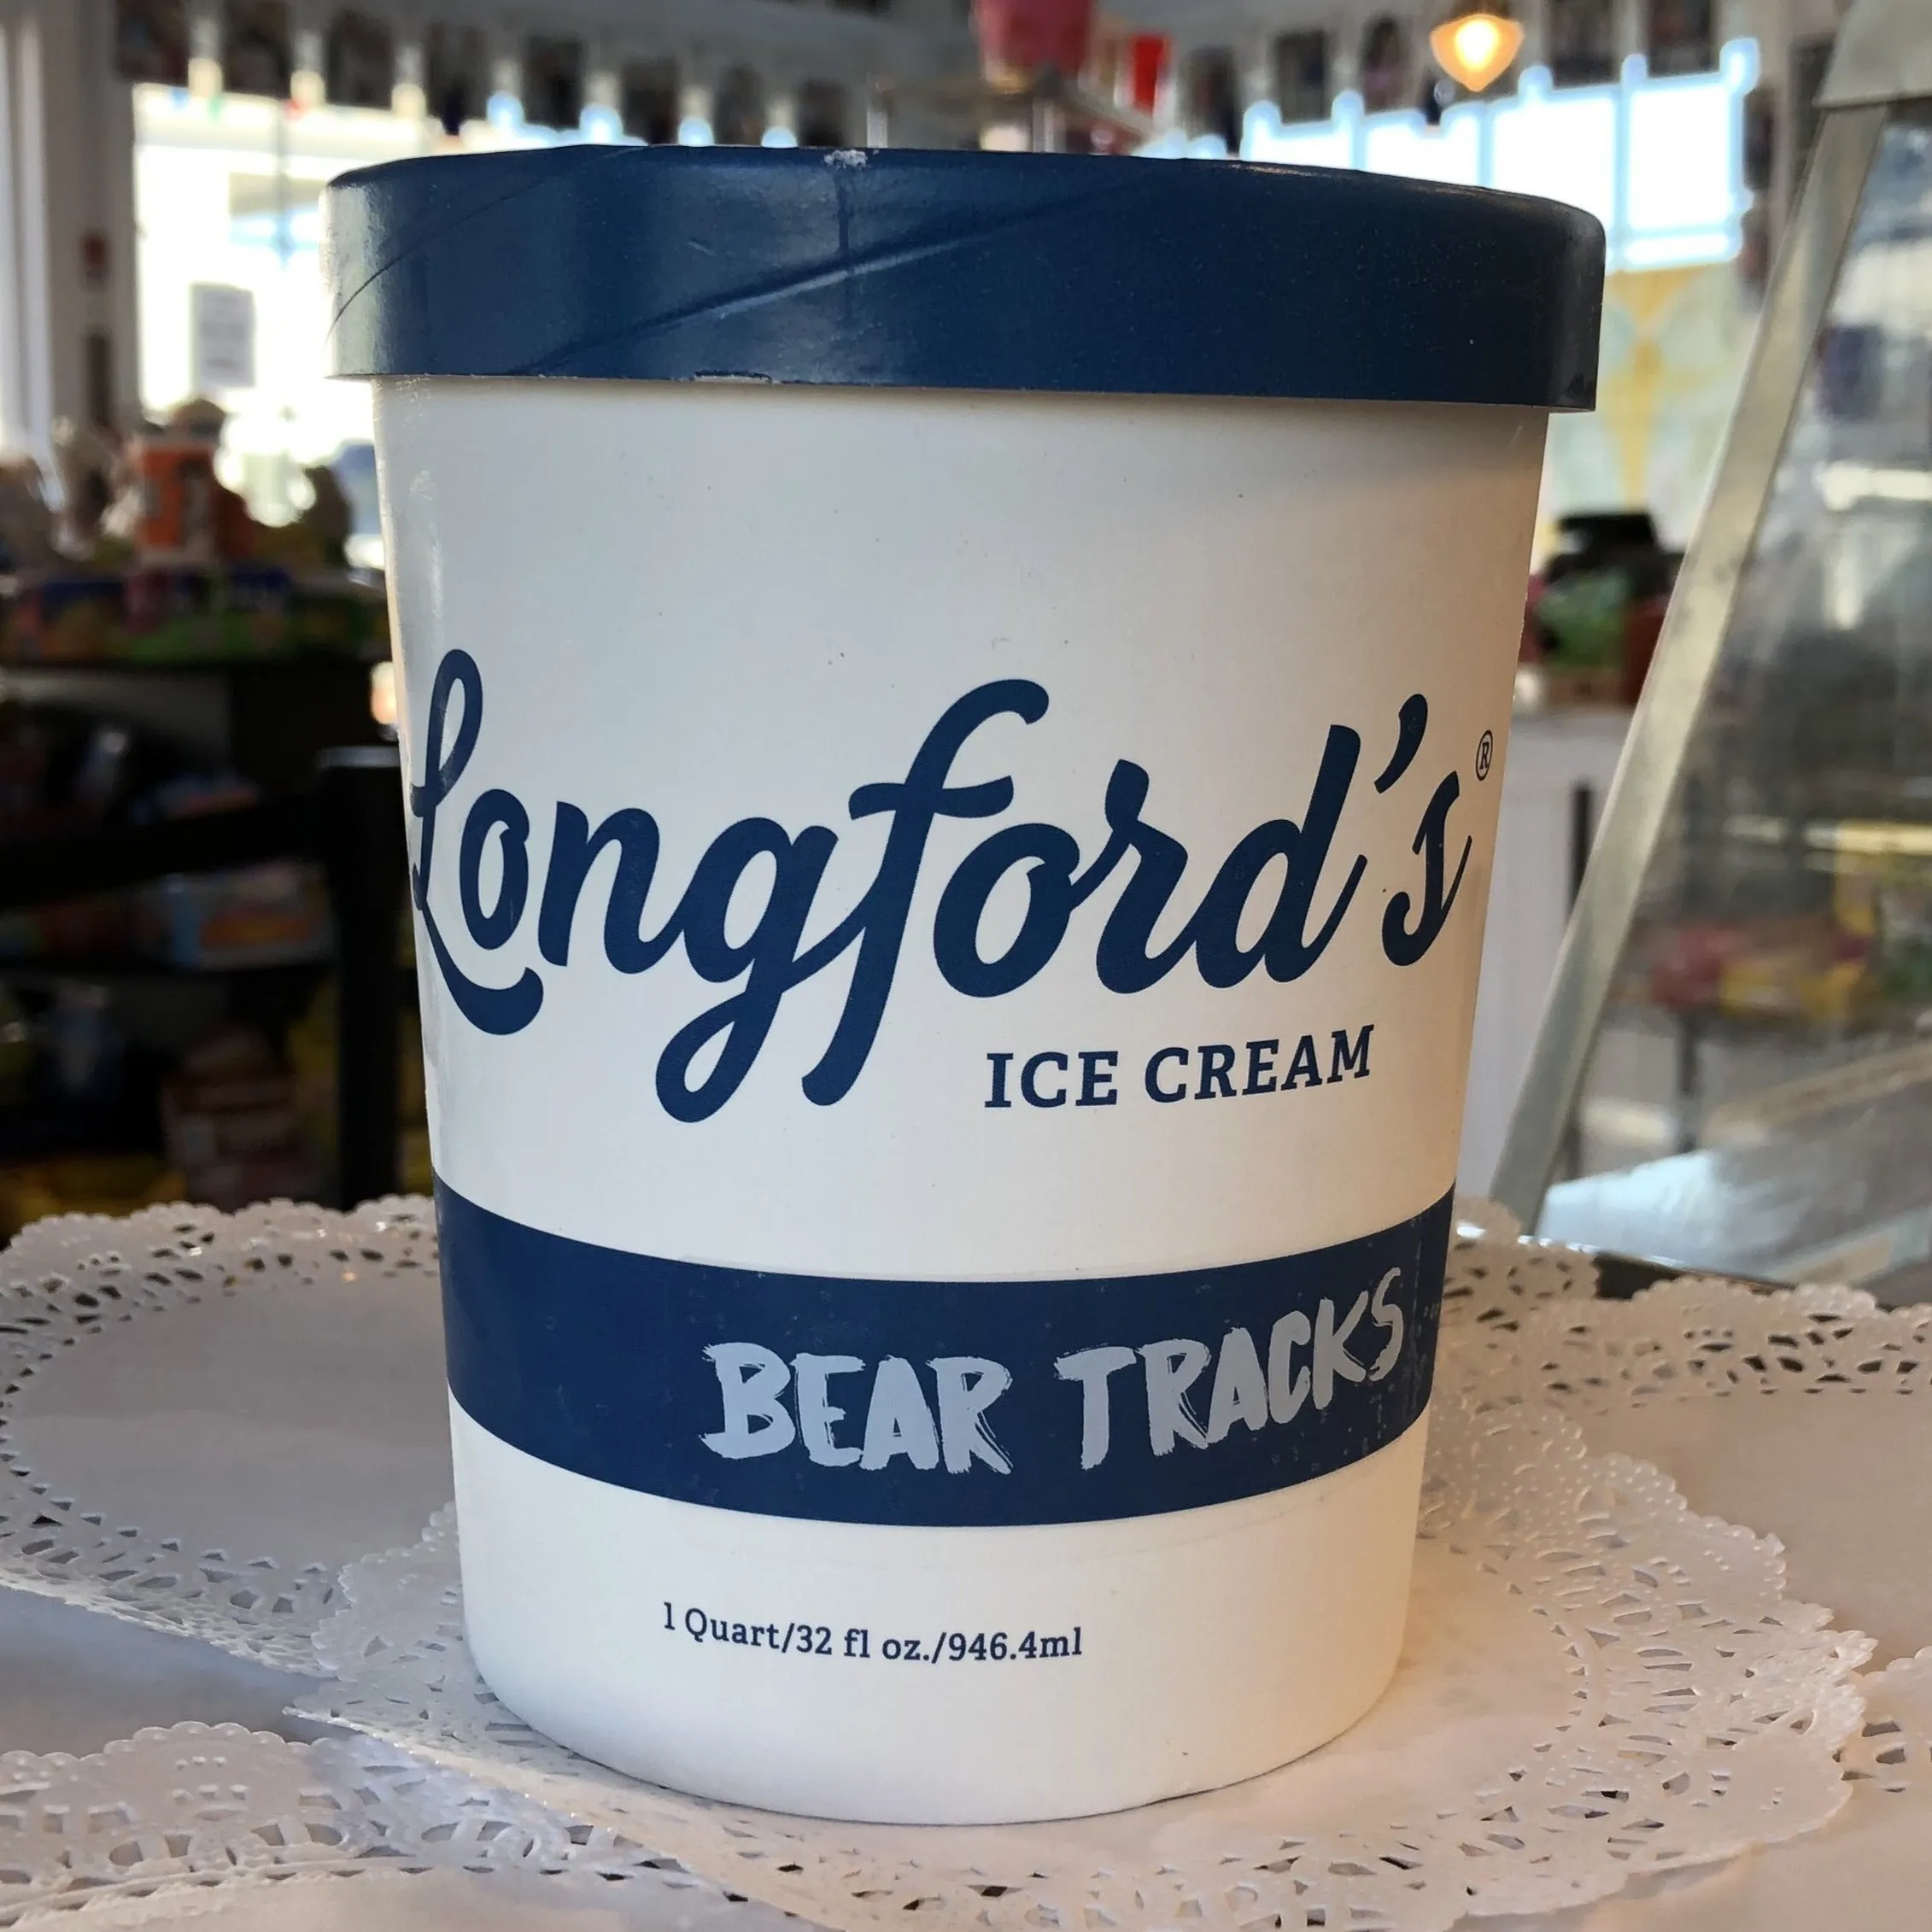 Longford's®
ICE CREAM
BEAR TRACKS
1 Quart/32 fl oz./946.4ml